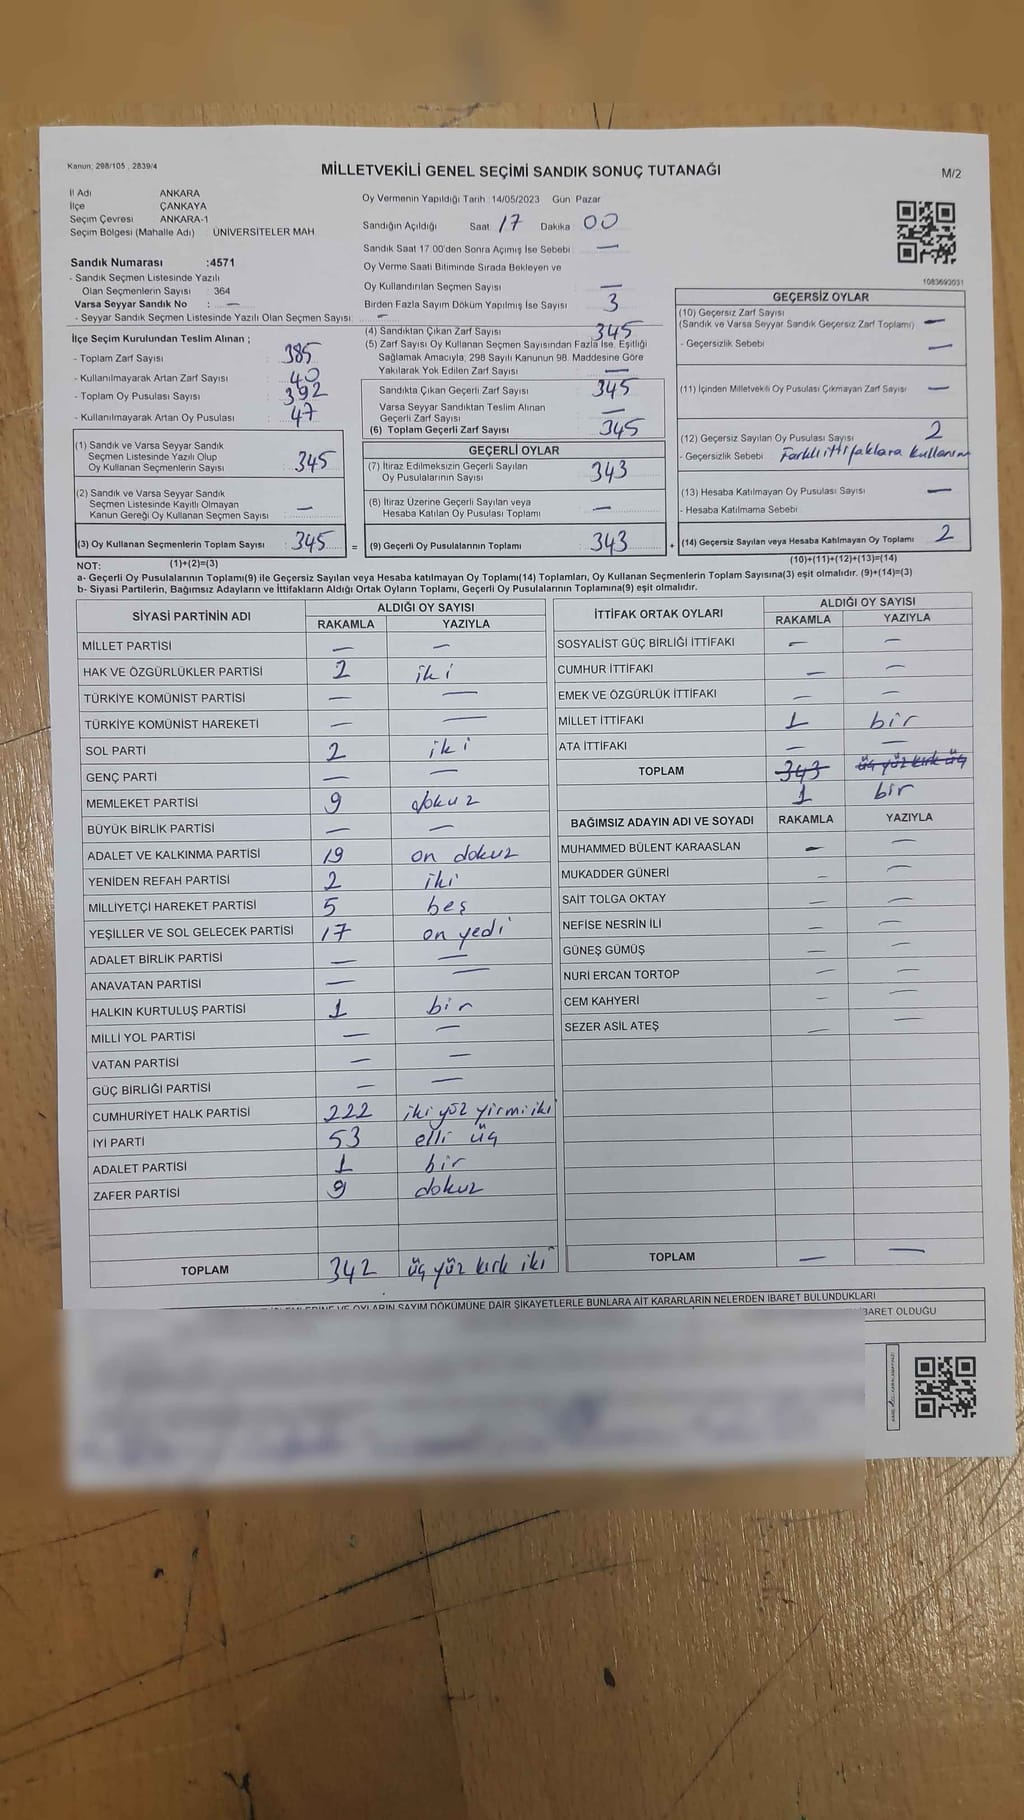 Kanun; 298/105 , 2839/4
MİLLETVEKİLİ GENEL SEÇİMİ SANDIK SONUÇ TUTANAĞI
M/2
İl Adı ANKARA
İlçe ÇANKAYA
Seçim Çevresi ANKARA-1
Seçim Bölgesi (Mahalle Adı) : ÜNİVERSİTELER MAH.
Sandık Numarası :4571
- Sandık Seçmen Listesinde Yazılı
Olan Seçmenlerin Sayısı : 364
Varsa Seyyar Sandık No : —
- Seyyar Sandık Seçmen Listesinde Yazılı Olan Seçmen Sayısı: —
Oy Vermenin Yapıldığı Tarih : 14/05/2023 Gün : Pazar
Sandığın Açıldığı Saat 17 Dakika : 00
Sandık Saat 17.00'den Sonra Açımış İse Sebebi : —
Oy Verme Saati Bitiminde Sırada Bekleyen ve
Oy Kullandırılan Seçmen Sayısı : —
Birden Fazla Sayım Döküm Yapılmış İse Sayısı : 3
1083693031
İlçe Seçim Kurulundan Teslim Alınan ;
- Toplam Zarf Sayısı : 385
- Kullanılmayarak Artan Zarf Sayısı : 40
- Toplam Oy Pusulası Sayısı : 392
- Kullanılmayarak Artan Oy Pusulası : 47
(1) Sandık ve Varsa Seyyar Sandık
Seçmen Listesinde Yazılı Olup
Oy Kullanan Seçmenlerin Sayısı : 345
(2) Sandık ve Varsa Seyyar Sandık
Seçmen Listesinde Kayıtlı Olmayan
Kanun Gereği Oy Kullanan Seçmen Sayısı : —
(3) Oy Kullanan Seçmenlerin Toplam Sayısı : 345 =
(4) Sandıktan Çıkan Zarf Sayısı : 345
(5) Zarf Sayısı Oy Kullanan Seçmen Sayısından Fazla İse, Eşitliği
Sağlamak Amacıyla; 298 Sayılı Kanunun 98. Maddesine Göre
Yakılarak Yok Edilen Zarf Sayısı : —
Sandıkta Çıkan Geçerli Zarf Sayısı : 345
Varsa Seyyar Sandıktan Teslim Alınan
Geçerli Zarf Sayısı : —
(6) Toplam Geçerli Zarf Sayısı : 345
GEÇERLİ OYLAR
(7) İtiraz Edilmeksizin Geçerli Sayılan
Oy Pusulalarının Sayısı : 343
(8) İtiraz Üzerine Geçerli Sayılan veya
Hesaba Katılan Oy Pusulası Toplamı : —
(9) Geçerli Oy Pusulalarının Toplamı : 343 +
GEÇERSİZ OYLAR
(10) Geçersiz Zarf Sayısı
(Sandık ve Varsa Seyyar Sandık Geçersiz Zarf Toplamı) : —
- Geçersizlik Sebebi : —
(11) İçinden Milletvekili Oy Pusulası Çıkmayan Zarf Sayısı : —
(12) Geçersiz Sayılan Oy Pusulası Sayısı : 2
- Geçersizlik Sebebi : Farklı ittifaklara kullanım
(13) Hesaba Katılmayan Oy Pusulası Sayısı : —
- Hesaba Katılmama Sebebi :
(14) Geçersiz Sayılan veya Hesaba Katılmayan Oy Toplamı : 2
NOT: (1)+(2)=(3) (10)+(11)+(12)+(13)=(14)
a- Geçerli Oy Pusulalarının Toplamı(9) ile Geçersiz Sayılan veya Hesaba katılmayan Oy Toplamı(14) Toplamları, Oy Kullanan Seçmenlerin Toplam Sayısına(3) eşit olmalıdır. (9)+(14)=(3)
b- Siyasi Partilerin, Bağımsız Adayların ve İttifakların Aldığı Ortak Oyların Toplamı, Geçerli Oy Pusulalarının Toplamına(9) eşit olmalıdır.
SİYASİ PARTİNİN ADI ALDIĞI OY SAYISI
RAKAMLA YAZIYLA
MİLLET PARTİSİ — —
HAK VE ÖZGÜRLÜKLER PARTİSİ 2 iki
TÜRKİYE KOMÜNİST PARTİSİ — —
TÜRKİYE KOMÜNİST HAREKETİ — —
SOL PARTİ 2 iki
GENÇ PARTİ — —
MEMLEKET PARTİSİ 9 dokuz
BÜYÜK BİRLİK PARTİSİ — —
ADALET VE KALKINMA PARTİSİ 19 on dokuz
YENİDEN REFAH PARTİSİ 2 iki
MİLLİYETÇİ HAREKET PARTİSİ 5 beş
YEŞİLLER VE SOL GELECEK PARTİSİ 17 on yedi
ADALET BİRLİK PARTİSİ — —
ANAVATAN PARTİSİ — —
HALKIN KURTULUŞ PARTİSİ 1 bir
MİLLİ YOL PARTİSİ — —
VATAN PARTİSİ — —
GÜÇ BİRLİĞİ PARTİSİ — —
CUMHURİYET HALK PARTİSİ 222 iki yüz yirmi iki
İYİ PARTİ 53 elli üç
ADALET PARTİSİ 1 bir
ZAFER PARTİSİ 9 dokuz
TOPLAM 342 üç yüz kırk iki
İTTİFAK ORTAK OYLARI ALDIĞI OY SAYISI
RAKAMLA YAZIYLA
SOSYALİST GÜÇ BİRLİĞİ İTTİFAKI — —
CUMHUR İTTİFAKI — —
EMEK VE ÖZGÜRLÜK İTTİFAKI — —
MİLLET İTTİFAKI 1 bir
ATA İTTİFAKI — —
TOPLAM 343 üç yüz kırk üç
1 bir
BAĞIMSIZ ADAYIN ADI VE SOYADI RAKAMLA YAZIYLA
MUHAMMED BÜLENT KARAASLAN — —
MUKADDER GÜNERİ — —
SAİT TOLGA OKTAY — —
NEFİSE NESRİN İLİ — —
GÜNEŞ GÜMÜŞ — —
NURİ ERCAN TORTOP — —
CEM KAHYERİ — —
SEZER ASİL ATEŞ — —
TOPLAM — —
OYLARIN SAYIM DÖKÜMÜNE DAİR ŞİKAYETLERLE BUNLARA AİT KARARLARIN NELERDEN İBARET BULUNDUKLARI
İBARET OLDUĞU